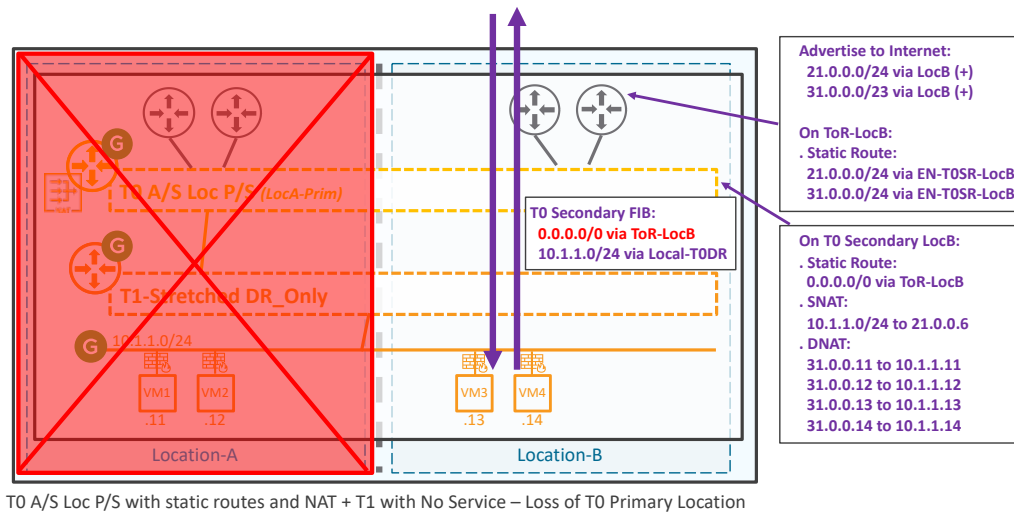 Advertise to Internet:
21.0.0.0/24 via LocB (+)
31.0.0.0/23 via LocB (+)
On ToR-LocB:
. Static Route:
21.0.0.0/24 via EN-T0SR-LocB
31.0.0.0/24 via EN-T0SR-LocB
G
NAT
T0 A/S Loc P/S (LocA-Prim)
T0 Secondary FIB:
0.0.0.0/0 via ToR-LocB
10.1.1.0/24 via Local-T0DR
On T0 Secondary LocB:
. Static Route:
0.0.0.0/0 via ToR-LocB
. SNAT:
10.1.1.0/24 to 21.0.0.6
. DNAT:
31.0.0.11 to 10.1.1.11
31.0.0.12 to 10.1.1.12
31.0.0.13 to 10.1.1.13
31.0.0.14 to 10.1.1.14
G
T1-Stretched DR_Only
G
10.1.1.0/24
VM1 VM2 VM3 VM4
.11 .12 .13 .14
Location-A Location-B
T0 A/S Loc P/S with static routes and NAT + T1 with No Service – Loss of T0 Primary Location